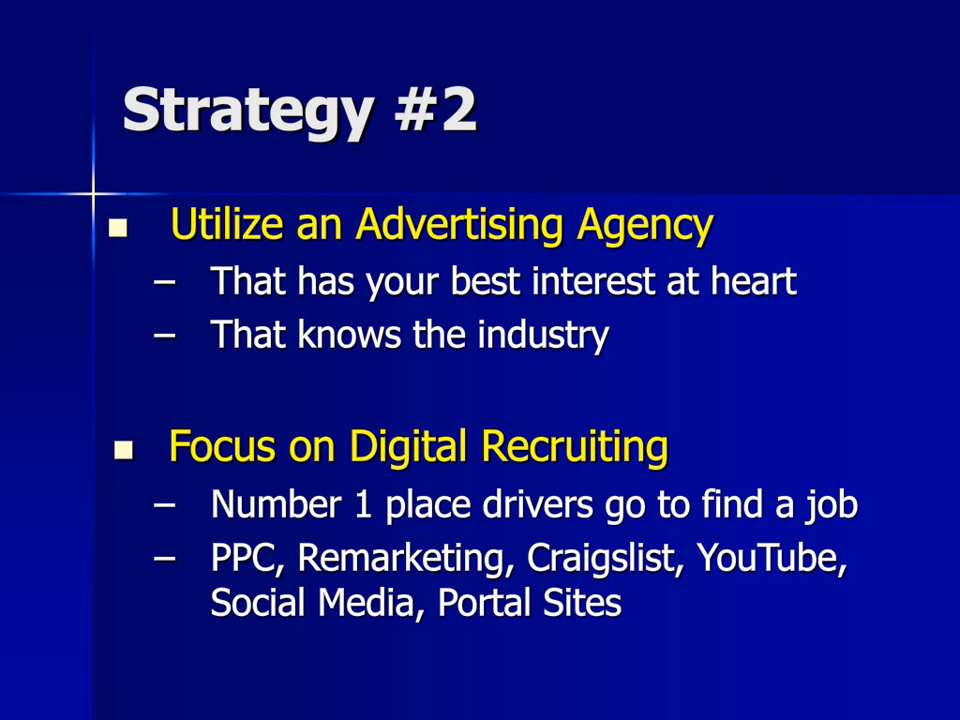 Strategy #2
■ Utilize an Advertising Agency
– That has your best interest at heart
– That knows the industry
■ Focus on Digital Recruiting
– Number 1 place drivers go to find a job
– PPC, Remarketing, Craigslist, YouTube,
Social Media, Portal Sites